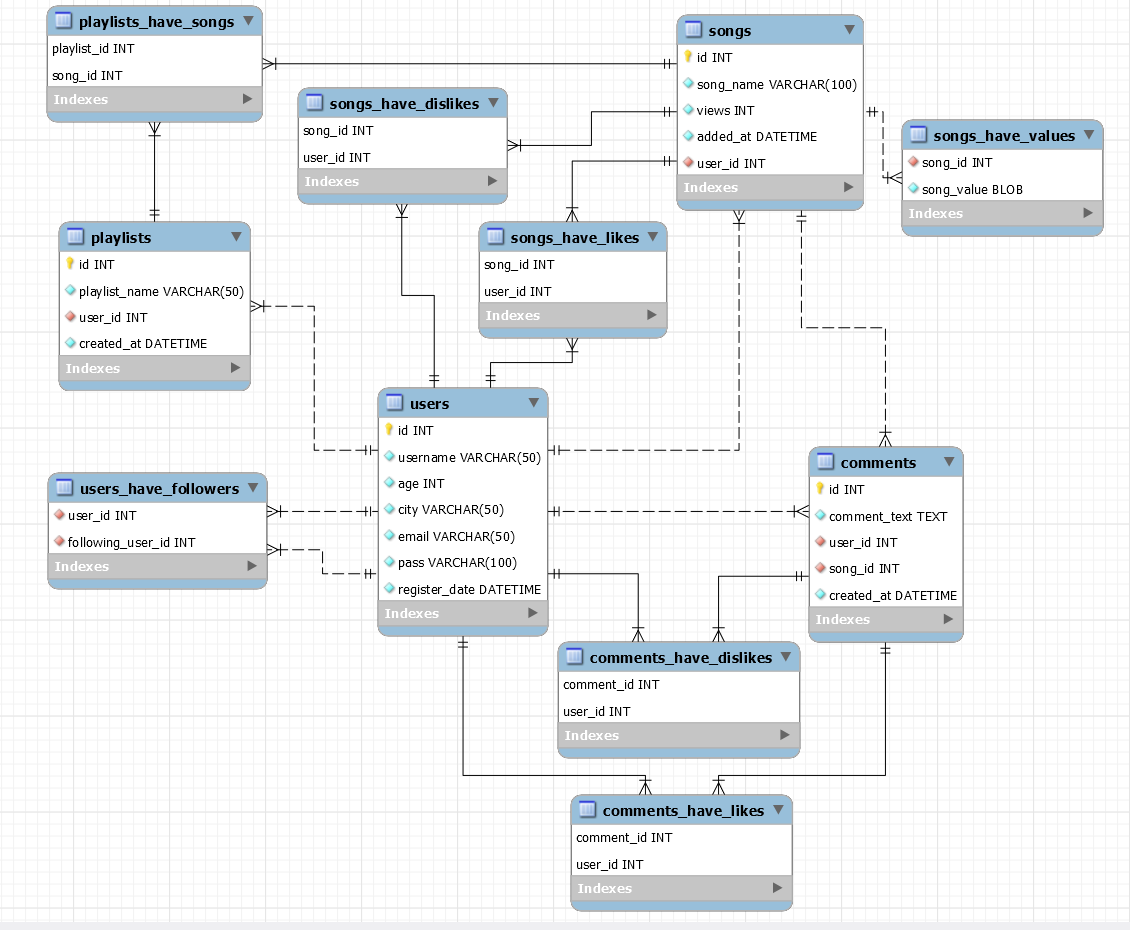 playlists_have_songs
playlist_id INT
song_id INT
Indexes
songs
id INT
song_name VARCHAR(100)
views INT
added_at DATETIME
user_id INT
Indexes
songs_have_dislikes
song_id INT
user_id INT
Indexes
songs_have_values
song_id INT
song_value BLOB
Indexes
playlists
id INT
playlist_name VARCHAR(50)
user_id INT
created_at DATETIME
Indexes
songs_have_likes
song_id INT
user_id INT
Indexes
users
id INT
username VARCHAR(50)
age INT
city VARCHAR(50)
email VARCHAR(50)
pass VARCHAR(100)
register_date DATETIME
Indexes
users_have_followers
user_id INT
following_user_id INT
Indexes
comments
id INT
comment_text TEXT
user_id INT
song_id INT
created_at DATETIME
Indexes
comments_have_dislikes
comment_id INT
user_id INT
Indexes
comments_have_likes
comment_id INT
user_id INT
Indexes